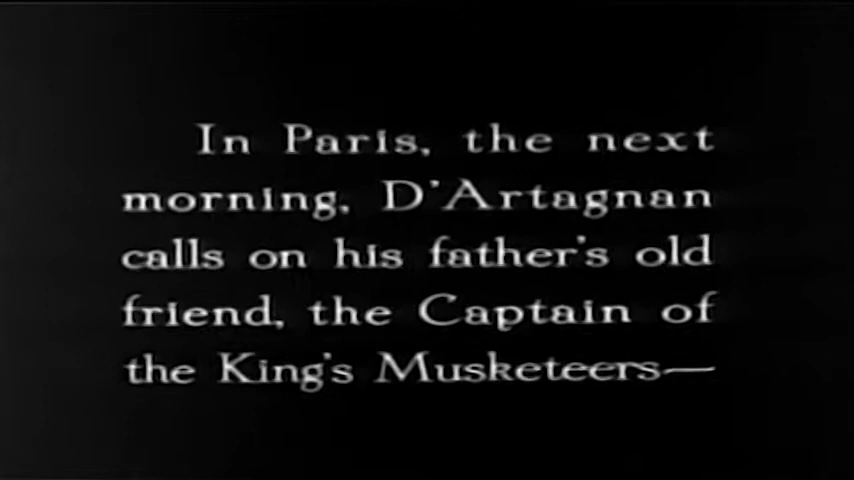 In Paris, the next
morning, D'Artagnan
calls on his father's old
friend, the Captain of
the King's Musketeers—